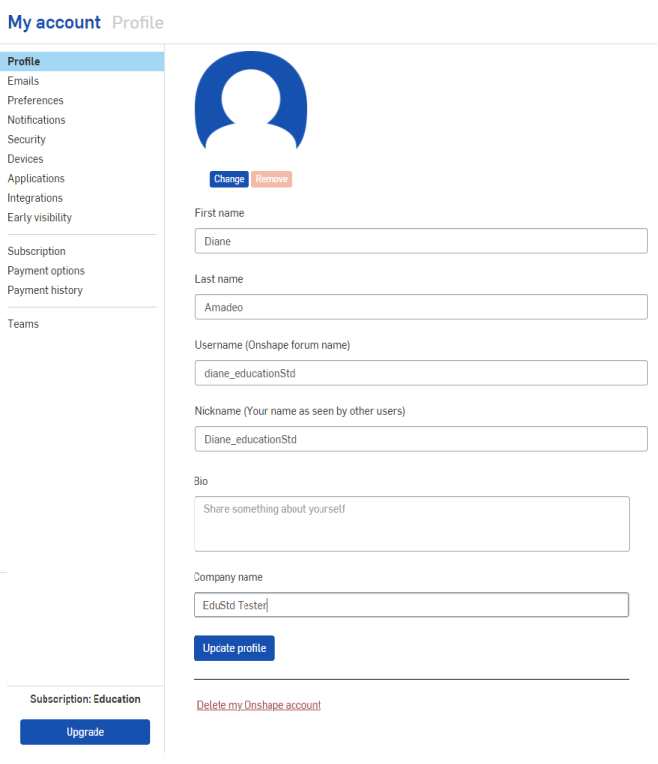 My account Profile
Profile
Emails
Preferences
Notifications
Security
Devices
Applications
Integrations
Early visibility
Subscription
Payment options
Payment history
Teams
Subscription: Education
Upgrade
Change Remove
First name
Diane
Last name
Amadeo
Username (Onshape forum name)
diane_educationStd
Nickname (Your name as seen by other users)
Diane_educationStd
Bio
Share something about yourself
Company name
EduStd Tester
Update profile
Delete my Onshape account